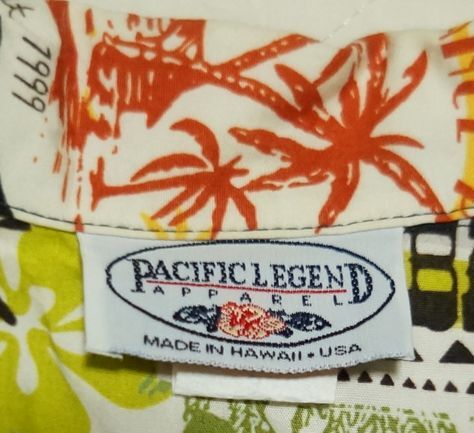 7999
PACIFIC LEGEND
APPAREL
MADE IN HAWAII • USA